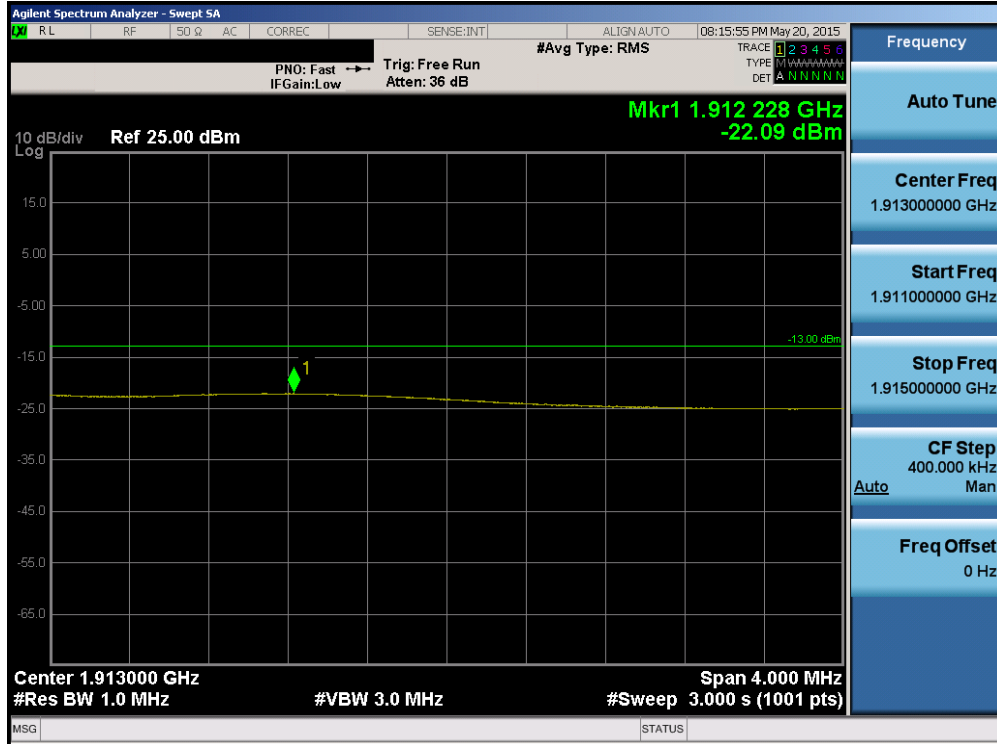 Agilent Spectrum Analyzer - Swept SA
LXI RL RF 50 Ω AC CORREC SENSE:INT ALIGN AUTO 08:15:55 PM May 20, 2015
#Avg Type: RMS
TRACE 1 2 3 4 5 6
TYPE
DET A N N N N N
PNO: Fast
IFGain:Low
Trig: Free Run
Atten: 36 dB
Mkr1 1.912 228 GHz
-22.09 dBm
10 dB/div Ref 25.00 dBm
Log
15.0
5.00
-5.00
-13.00 dBm
-15.0
1
-25.0
-35.0
-45.0
-55.0
-65.0
Center 1.913000 GHz Span 4.000 MHz
#Res BW 1.0 MHz #VBW 3.0 MHz #Sweep 3.000 s (1001 pts)
MSG STATUS
Frequency
Auto Tune
Center Freq
1.913000000 GHz
Start Freq
1.911000000 GHz
Stop Freq
1.915000000 GHz
CF Step
400.000 kHz
Auto Man
Freq Offset
0 Hz